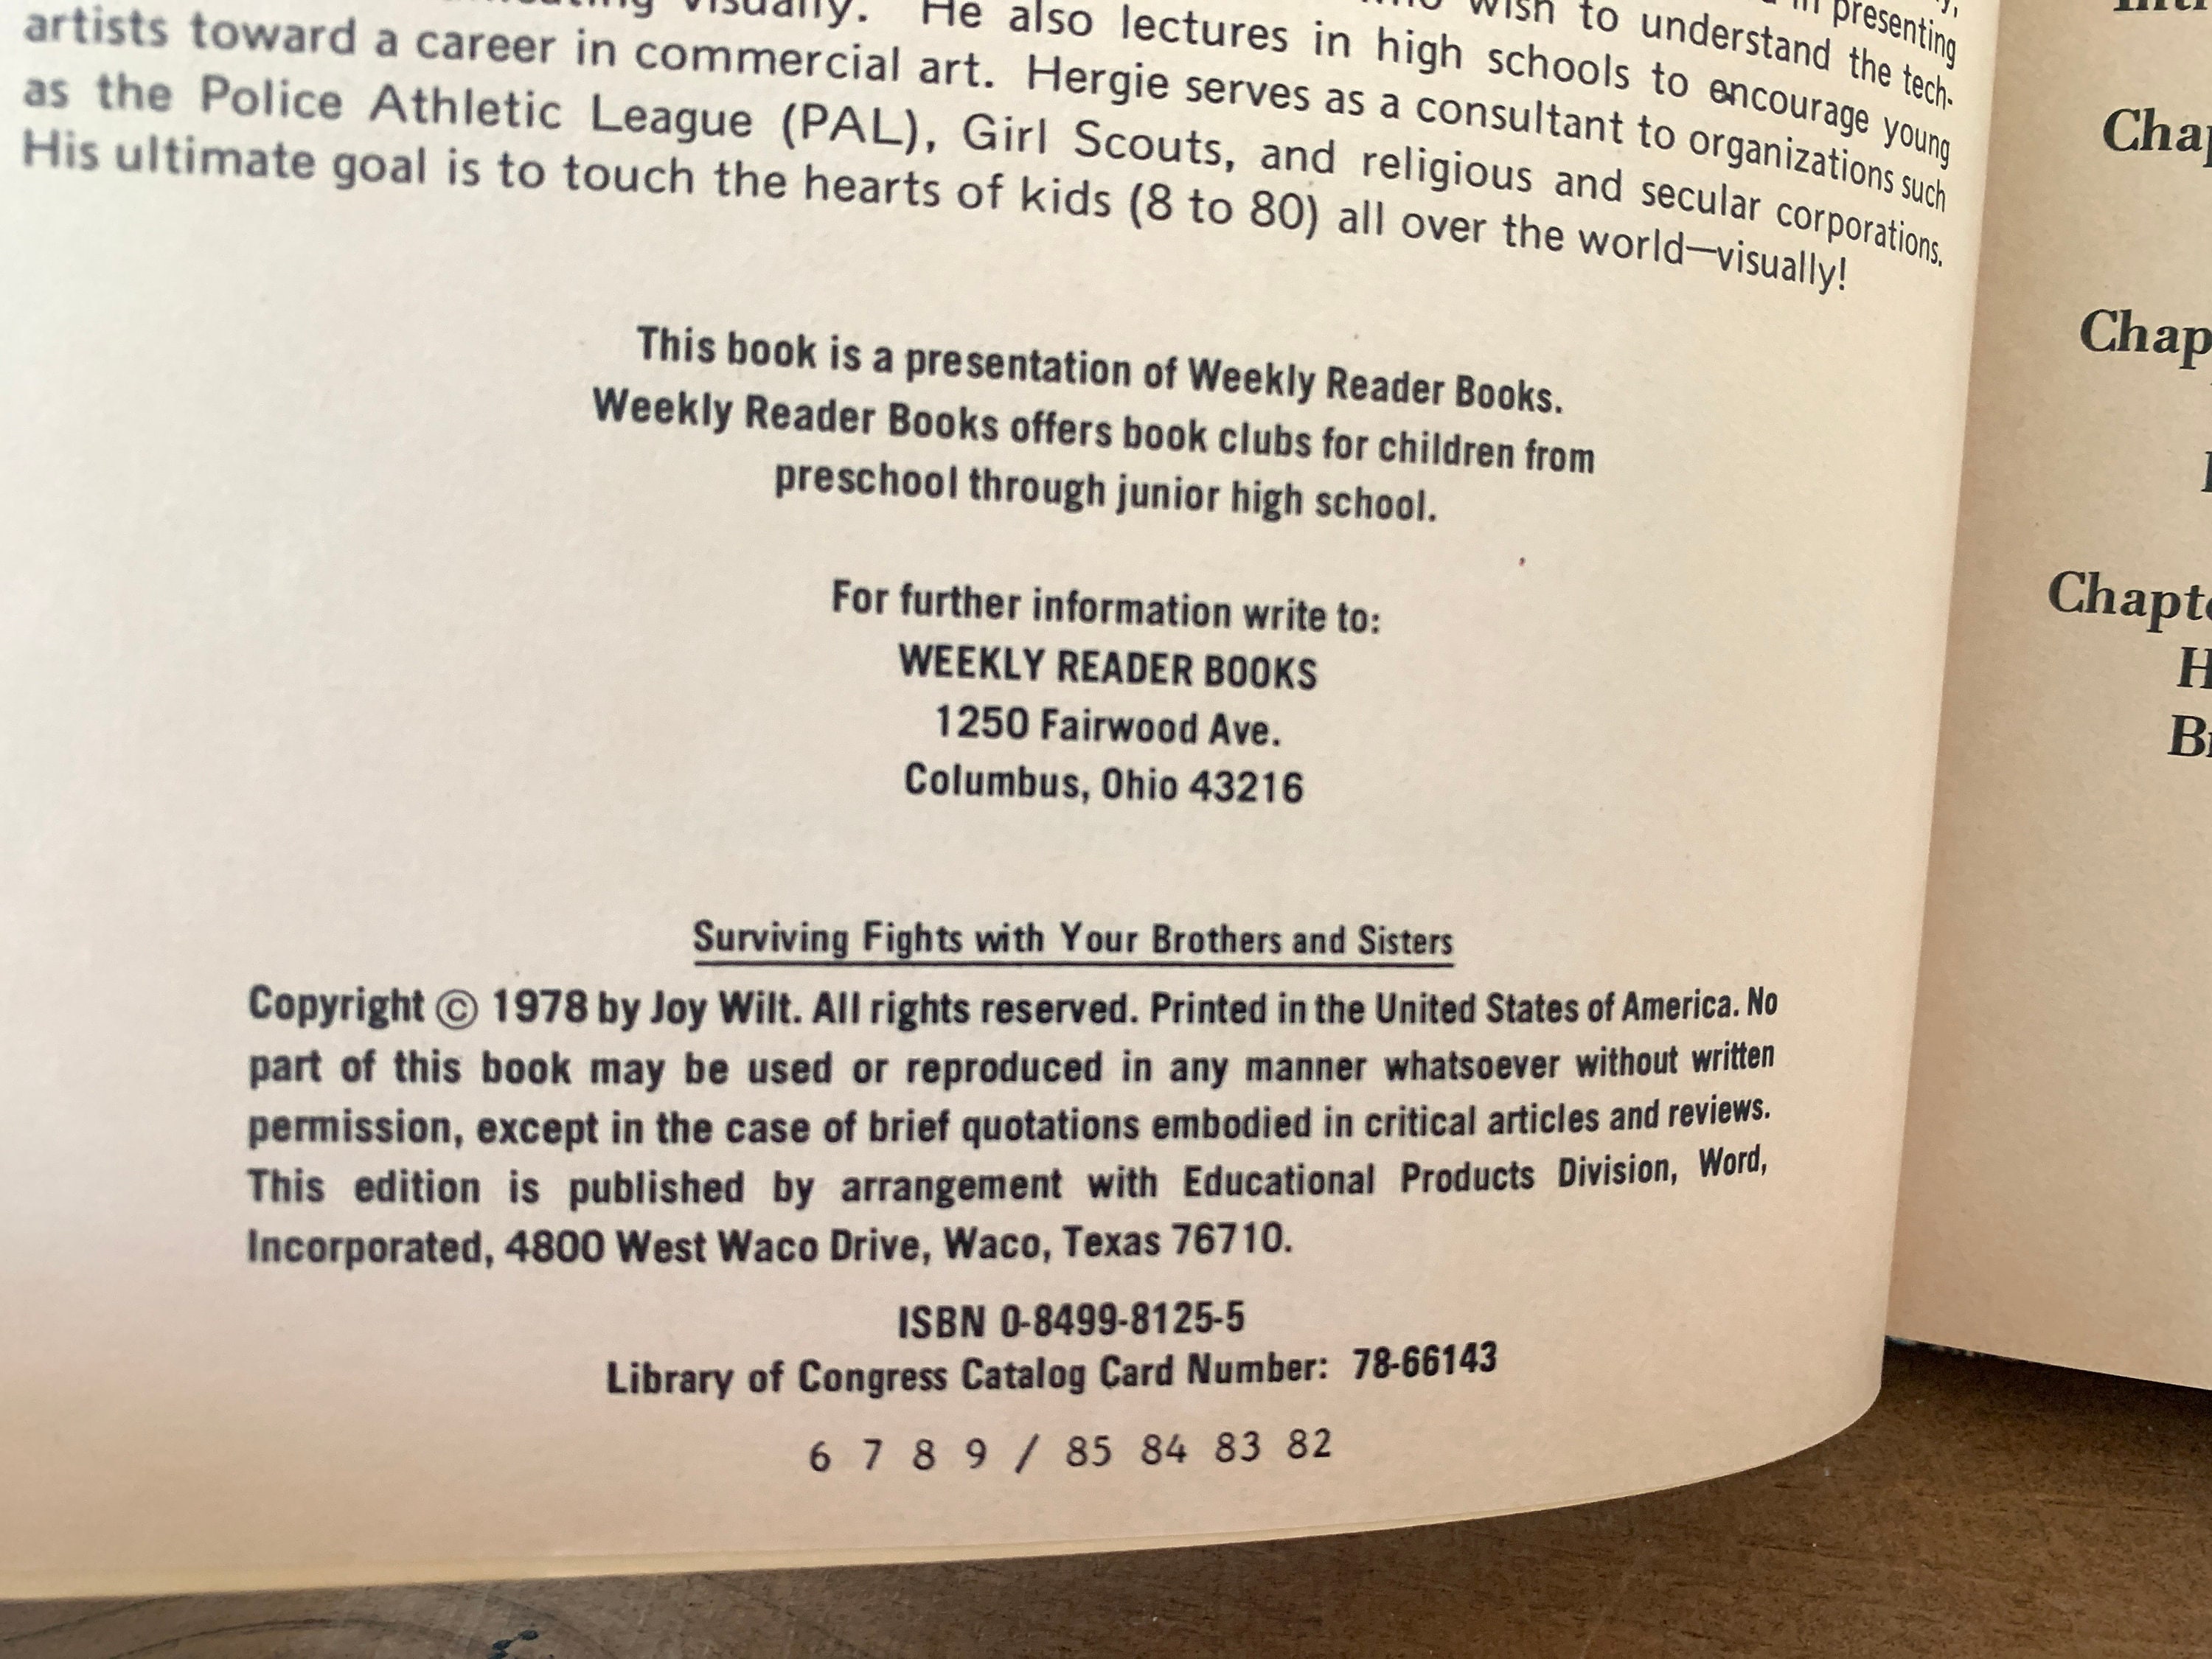 visually. He also lectures in high schools to encourage young
artists toward a career in commercial art. Hergie serves as a consultant to organizations such
as the Police Athletic League (PAL), Girl Scouts, and religious and secular corporations.
His ultimate goal is to touch the hearts of kids (8 to 80) all over the world—visually!
This book is a presentation of Weekly Reader Books.
Weekly Reader Books offers book clubs for children from
preschool through junior high school.
For further information write to:
WEEKLY READER BOOKS
1250 Fairwood Ave.
Columbus, Ohio 43216
Surviving Fights with Your Brothers and Sisters
Copyright © 1978 by Joy Wilt. All rights reserved. Printed in the United States of America. No
part of this book may be used or reproduced in any manner whatsoever without written
permission, except in the case of brief quotations embodied in critical articles and reviews.
This edition is published by arrangement with Educational Products Division, Word,
Incorporated, 4800 West Waco Drive, Waco, Texas 76710.
ISBN 0-8499-8125-5
Library of Congress Catalog Card Number: 78-66143
6 7 8 9 / 85 84 83 82